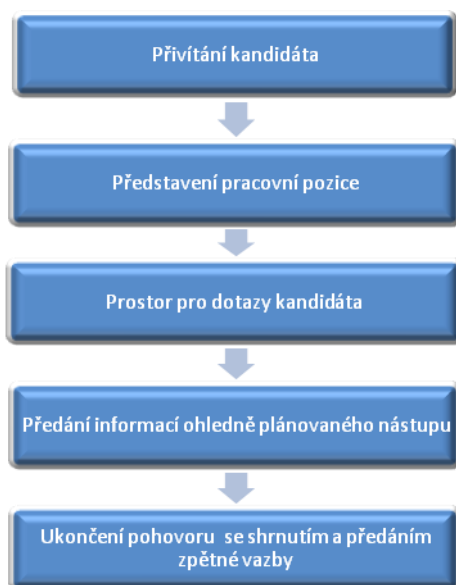 Přivítání kandidáta
Představení pracovní pozice
Prostor pro dotazy kandidáta
Předání informací ohledně plánovaného nástupu
Ukončení pohovoru se shrnutím a předáním
zpětné vazby